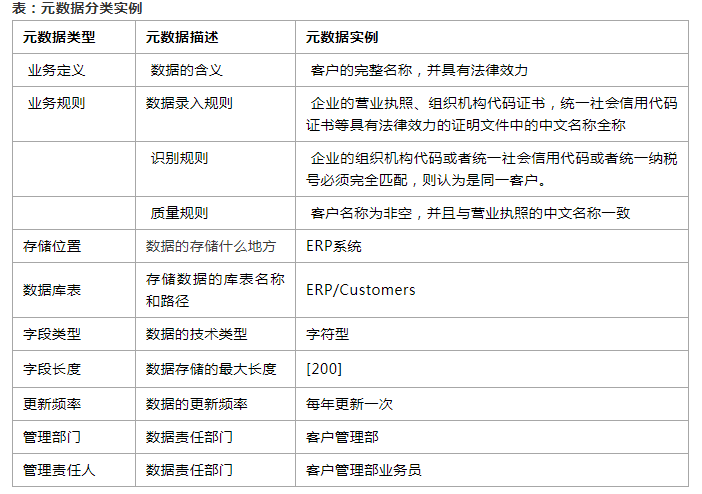 表：元数据分类实例
元数据类型 元数据描述 元数据实例
业务定义 数据的含义 客户的完整名称，并具有法律效力
业务规则 数据录入规则 企业的营业执照、组织机构代码证书，统一社会信用代码
证书等具有法律效力的证明文件中的中文名称全称
识别规则 企业的组织机构代码或者统一社会信用代码或者统一纳税
号必须完全匹配，则认为是同一客户。
质量规则 客户名称为非空，并且与营业执照的中文名称一致
存储位置 数据的存储什么地方 ERP系统
数据库表 存储数据的库表名称
和路径 ERP/Customers
字段类型 数据的技术类型 字符型
字段长度 数据存储的最大长度 [200]
更新频率 数据的更新频率 每年更新一次
管理部门 数据责任部门 客户管理部
管理责任人 数据责任部门 客户管理部业务员